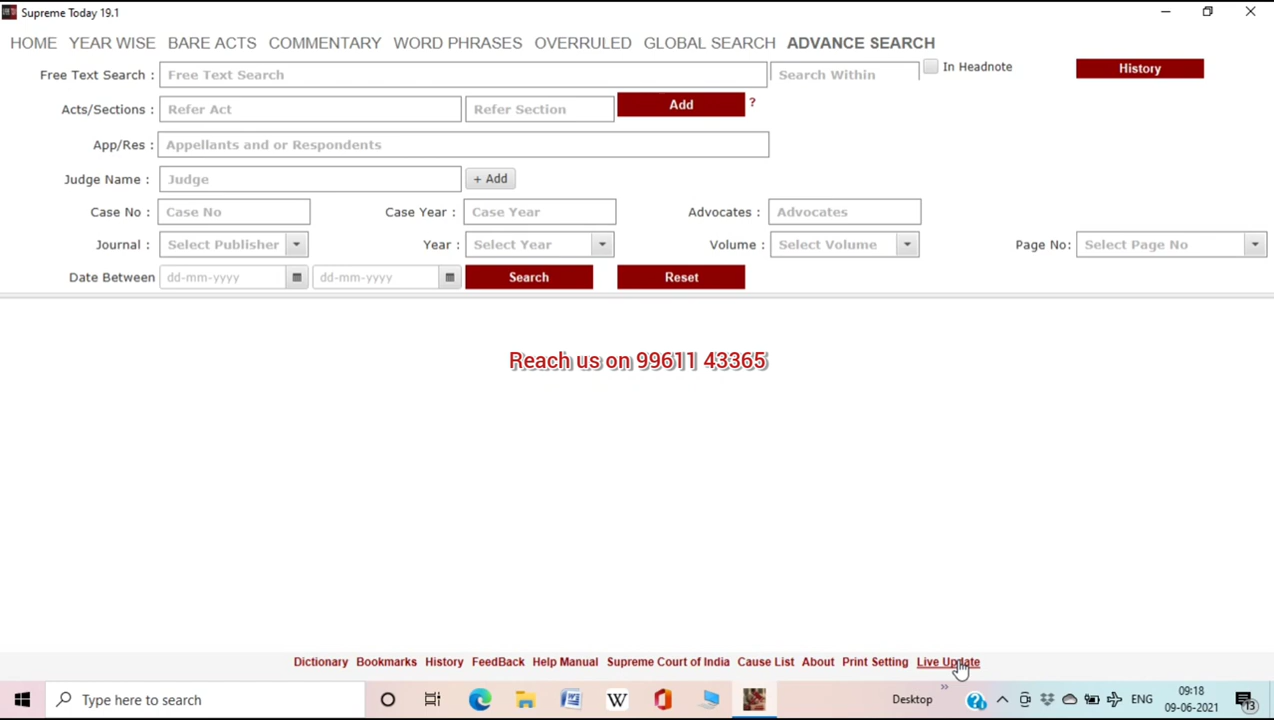 Supreme Today 19.1
HOME YEAR WISE BARE ACTS COMMENTARY WORD PHRASES OVERRULED GLOBAL SEARCH ADVANCE SEARCH
Free Text Search : Free Text Search Search Within In Headnote History
Acts/Sections : Refer Act Refer Section Add ?
App/Res : Appellants and or Respondents
Judge Name : Judge + Add
Case No : Case No Case Year : Case Year Advocates : Advocates
Journal : Select Publisher Year : Select Year Volume : Select Volume Page No: Select Page No
Date Between dd-mm-yyyy dd-mm-yyyy Search Reset
Reach us on 99611 43365
Dictionary Bookmarks History FeedBack Help Manual Supreme Court of India Cause List About Print Setting Live Update
Type here to search W Desktop » ENG 09:18
09-06-2021 13